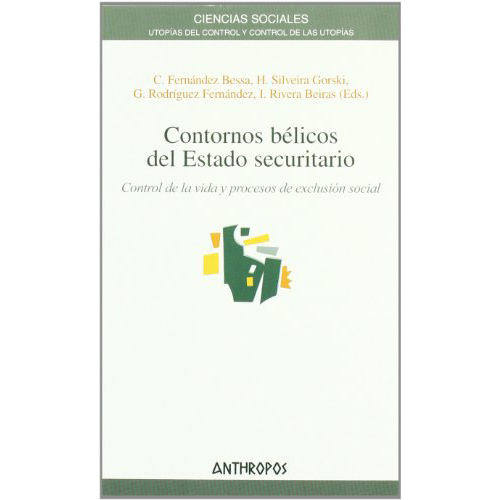 CIENCIAS SOCIALES
UTOPÍAS DEL CONTROL Y CONTROL DE LAS UTOPÍAS
C. Fernández Bessa, H. Silveira Gorski,
G. Rodríguez Fernández, I. Rivera Beiras (Eds.)
Contornos bélicos
del Estado securitario
Control de la vida y procesos de exclusión social
ANTHROPOS